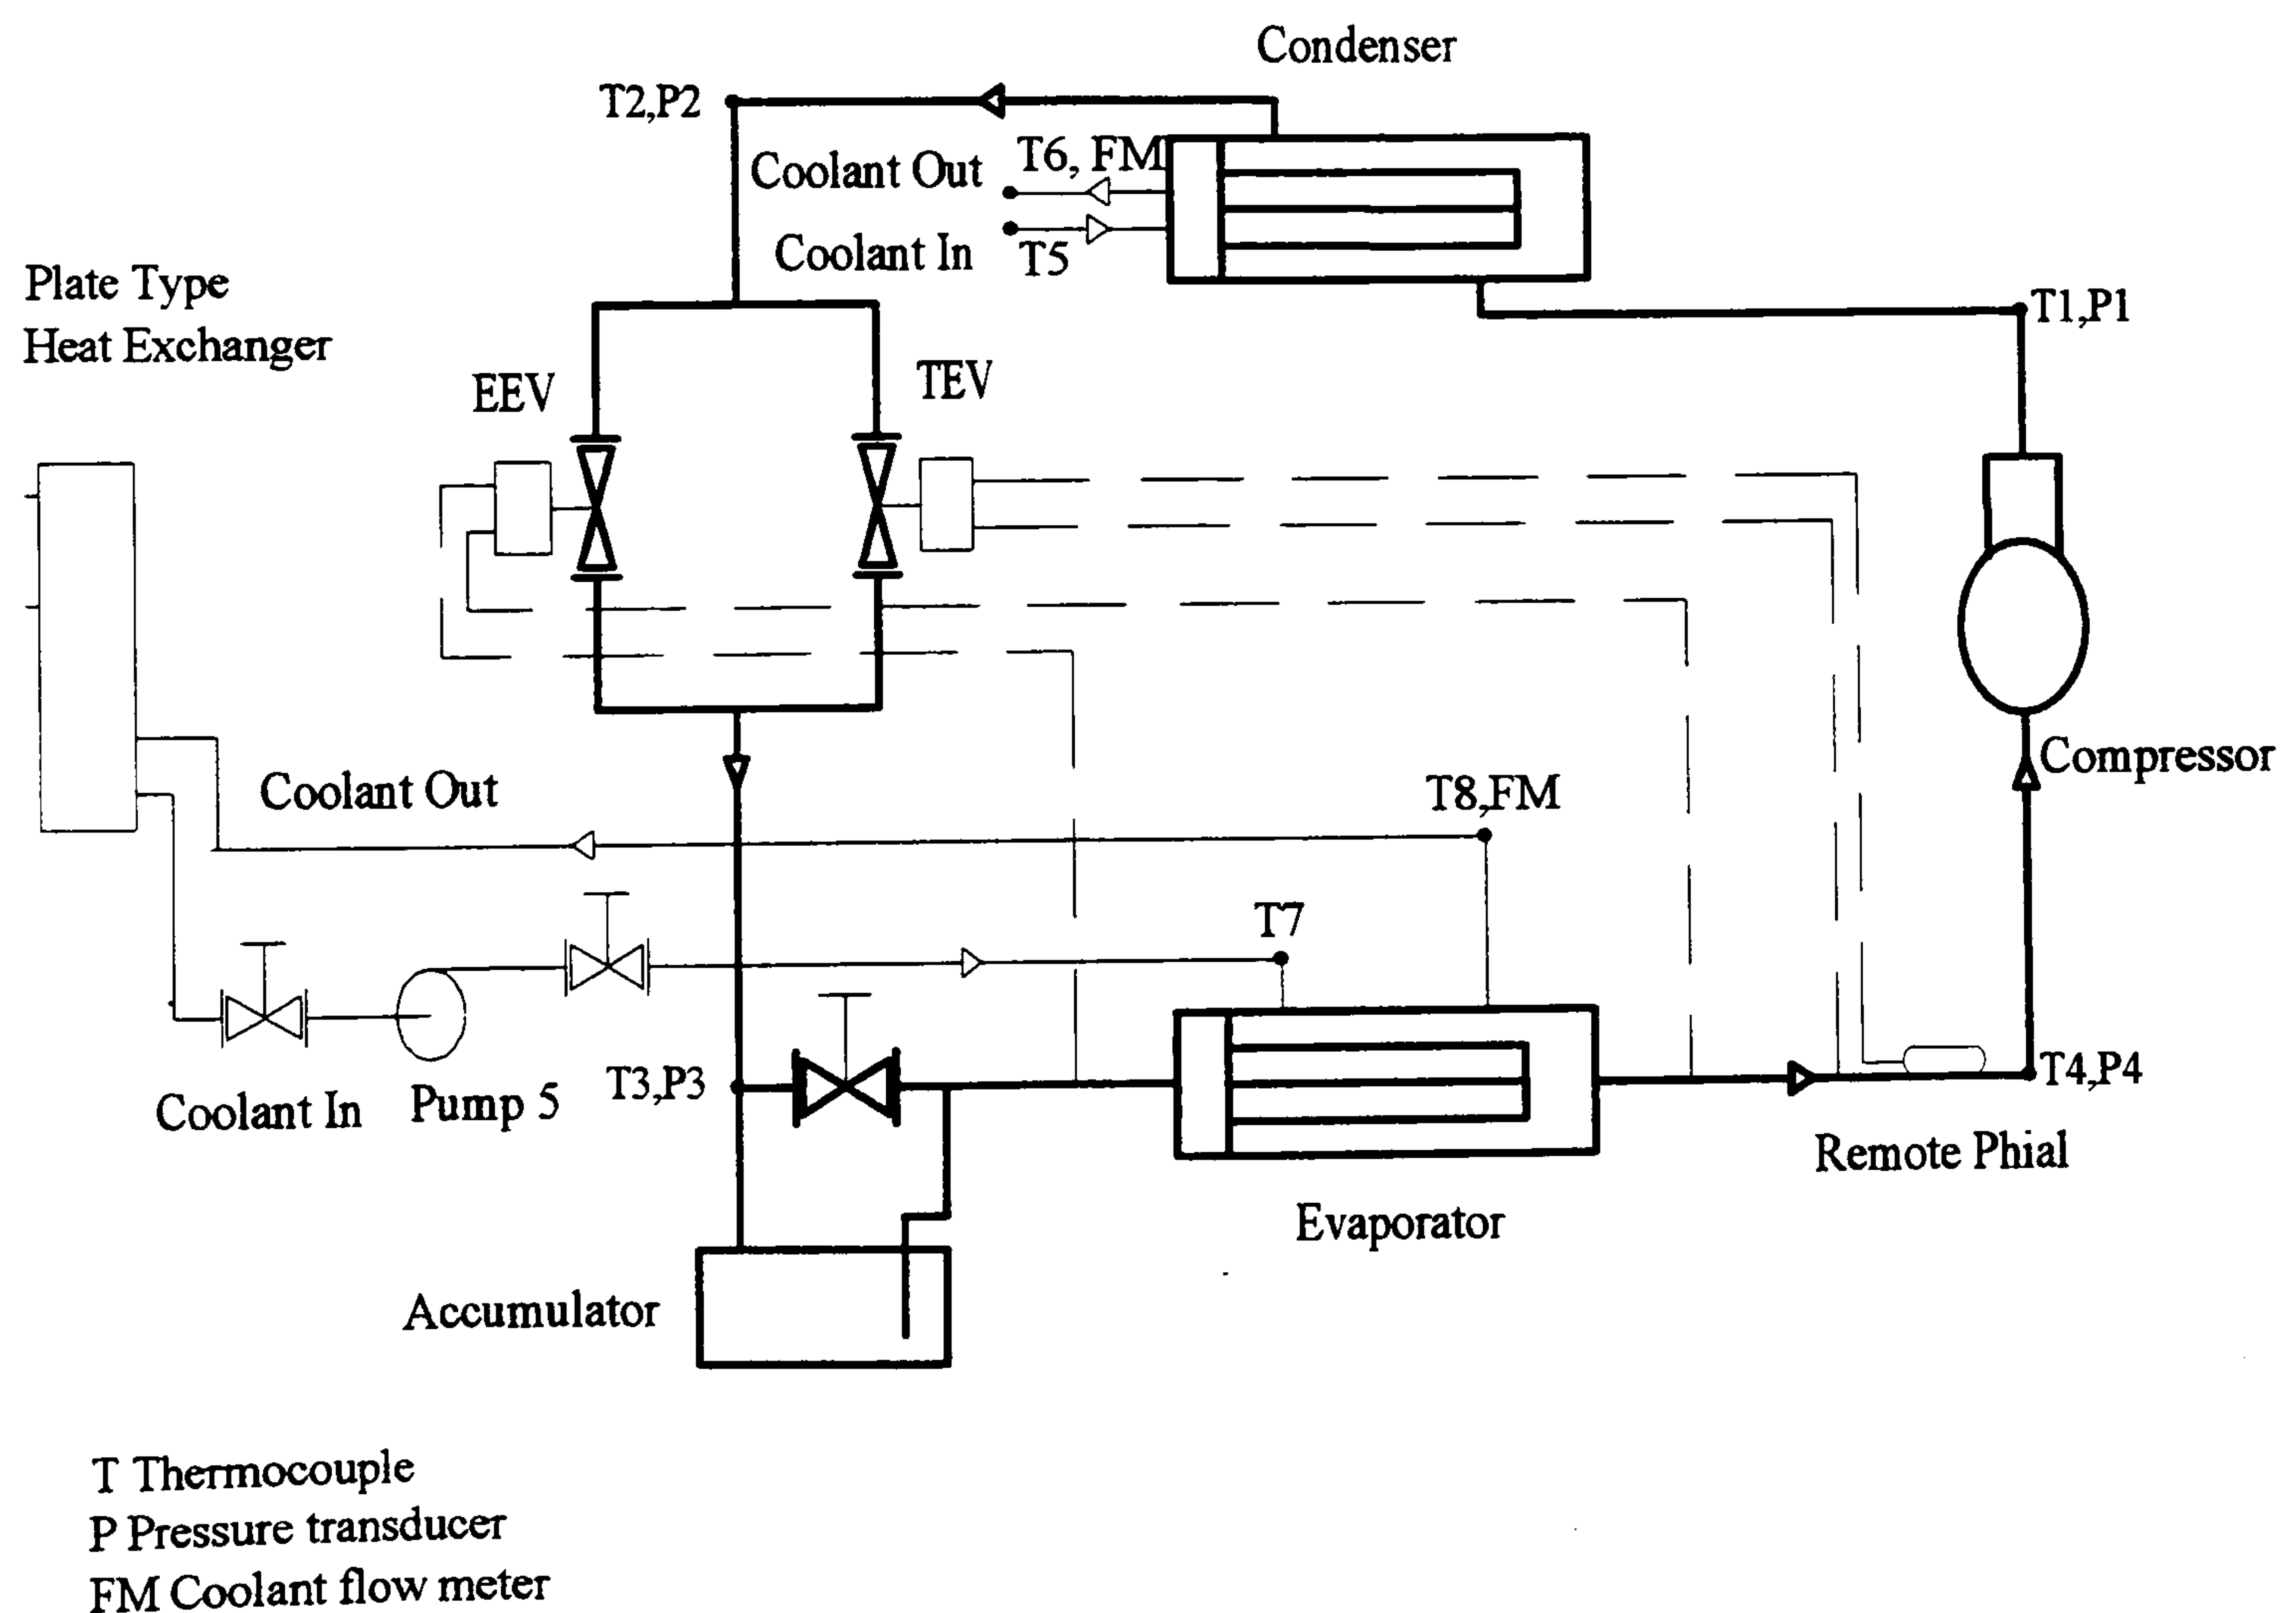 Condenser
T2,P2
T6, FM
Coolant Out
Coolant In
T5
Plate Type
Heat Exchanger
T1,P1
EEV
TEV
Compressor
Coolant Out
T8,FM
T7
T3,P3
T4,P4
Coolant In
Pump 5
Remote Phial
Evaporator
Accumulator
T Thermocouple
P Pressure transducer
FM Coolant flow meter